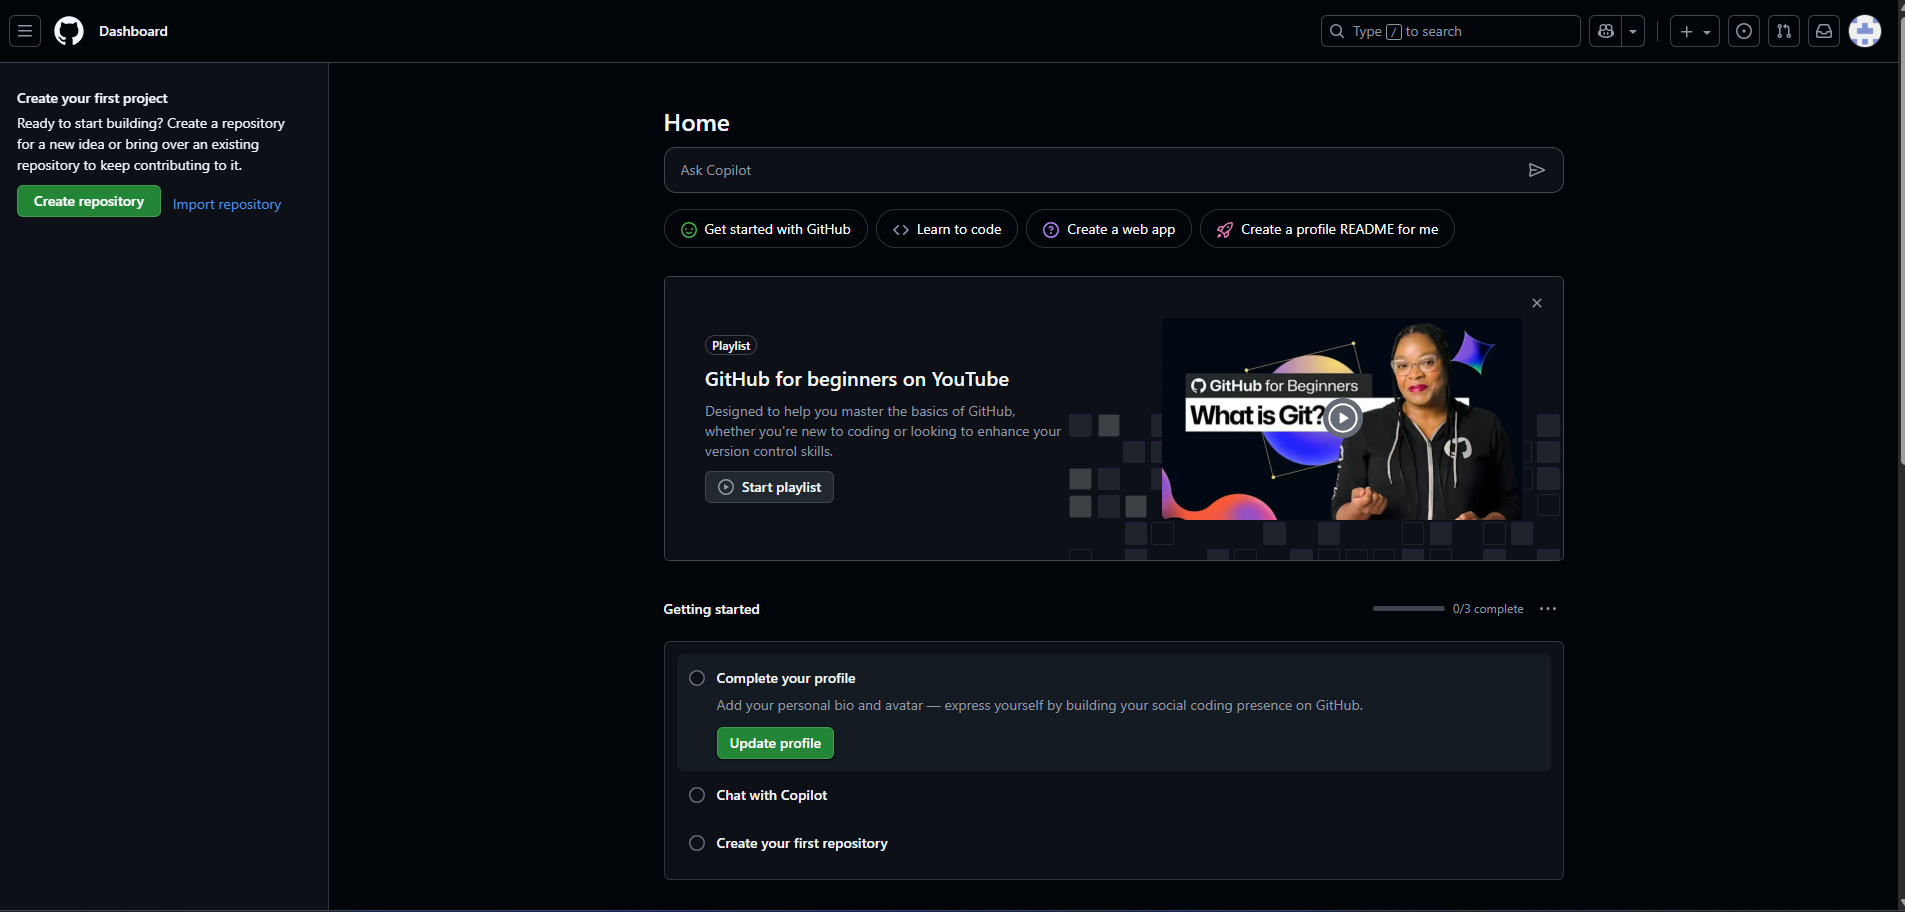 Dashboard
Type / to search
Create your first project
Ready to start building? Create a repository
for a new idea or bring over an existing
repository to keep contributing to it.
Create repository
Import repository
Home
Ask Copilot
Get started with GitHub
Learn to code
Create a web app
Create a profile README for me
Playlist
GitHub for beginners on YouTube
Designed to help you master the basics of GitHub,
whether you're new to coding or looking to enhance your
version control skills.
Start playlist
GitHub for Beginners
What is Git?
Getting started
0/3 complete
Complete your profile
Add your personal bio and avatar — express yourself by building your social coding presence on GitHub.
Update profile
Chat with Copilot
Create your first repository